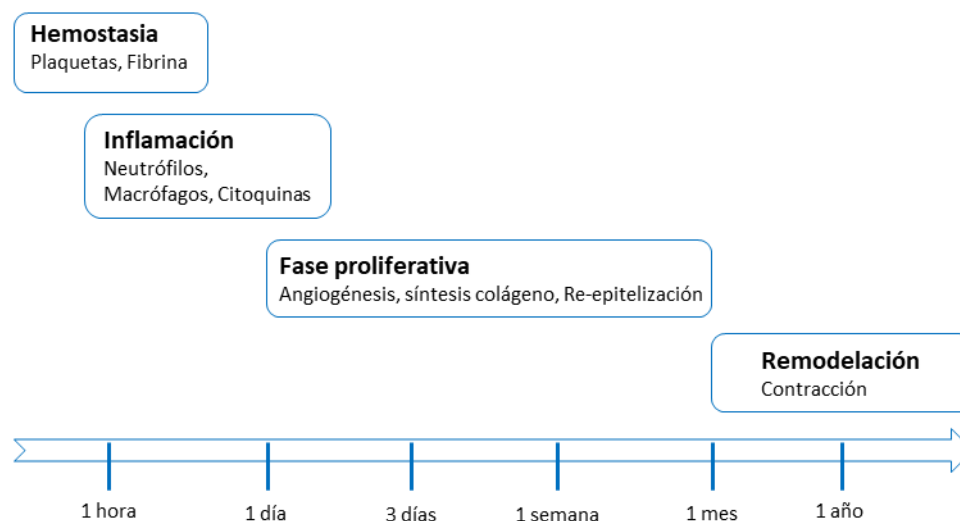 Hemostasia
Plaquetas, Fibrina
Inflamación
Neutrófilos,
Macrófagos, Citoquinas
Fase proliferativa
Angiogénesis, síntesis colágeno, Re-epitelización
Remodelación
Contracción
1 hora
1 día
3 días
1 semana
1 mes
1 año